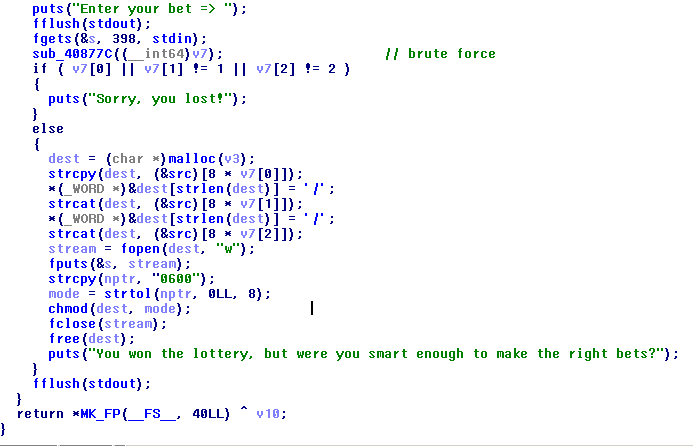 puts("Enter your bet => ");
fflush(stdout);
fgets(&s, 398, stdin);
sub_40877C((__int64)v7); // brute force
if ( v7[0] || v7[1] != 1 || v7[2] != 2 )
{
puts("Sorry, you lost!");
}
else
{
dest = (char *)malloc(v3);
strcpy(dest, (&src)[8 * v7[0]]);
*(_WORD *)&dest[strlen(dest)] = '/';
strcat(dest, (&src)[8 * v7[1]]);
*(_WORD *)&dest[strlen(dest)] = '/';
strcat(dest, (&src)[8 * v7[2]]);
stream = fopen(dest, "w");
fputs(&s, stream);
strcpy(nptr, "0600");
mode = strtol(nptr, 0LL, 8);
chmod(dest, mode);
fclose(stream);
free(dest);
puts("You won the lottery, but were you smart enough to make the right bets?");
}
fflush(stdout);
}
return *MK_FP(__FS__, 40LL) ^ v10;
}